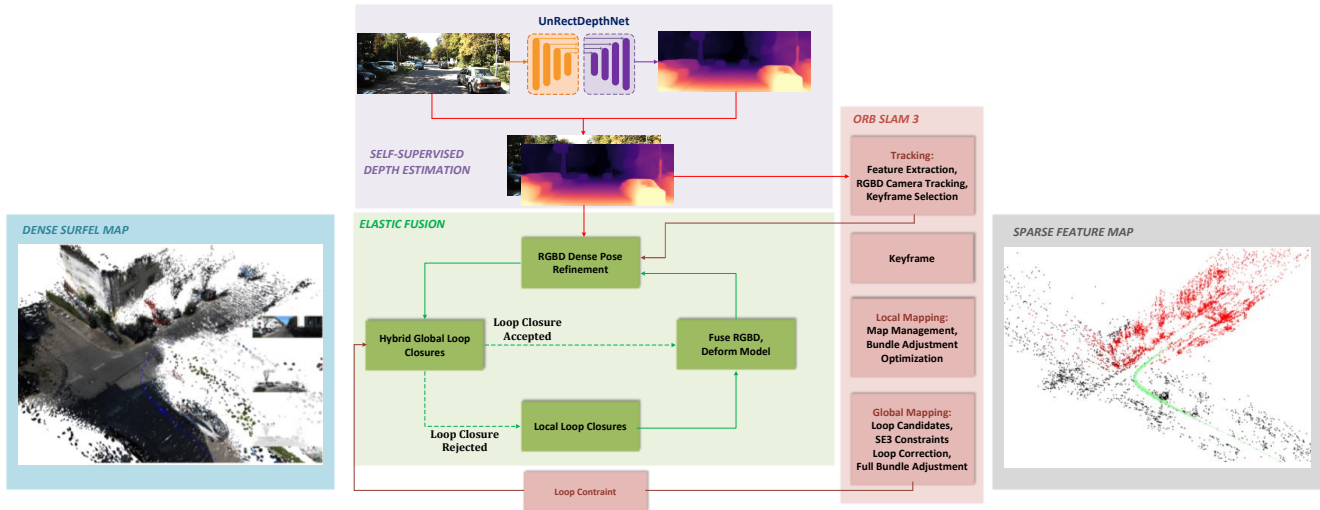 UnRectDepthNet
SELF-SUPERVISED
DEPTH ESTIMATION
ORB SLAM 3
Tracking:
Feature Extraction,
RGBD Camera Tracking,
Keyframe Selection
Keyframe
Local Mapping:
Map Management,
Bundle Adjustment
Optimization
Global Mapping:
Loop Candidates,
SE3 Constraints
Loop Correction,
Full Bundle Adjustment
DENSE SURFEL MAP
ELASTIC FUSION
RGBD Dense Pose
Refinement
Hybrid Global Loop
Closures
Loop Closure
Accepted
Fuse RGBD,
Deform Model
Loop Closure
Rejected
Local Loop Closures
Loop Contraint
SPARSE FEATURE MAP